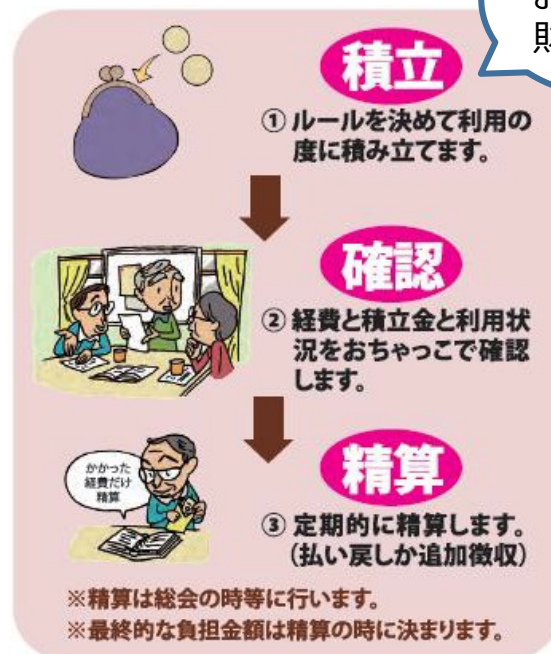 積立
① ルールを決めて利用の
度に積み立てます。
確認
② 経費と積立金と利用状
況をおちゃっこで確認
します。
かかった
経費だけ
精算
精算
③ 定期的に精算します。
(払い戻しか追加徴収)
※精算は総会の時等に行います。
※最終的な負担金額は精算の時に決まります。